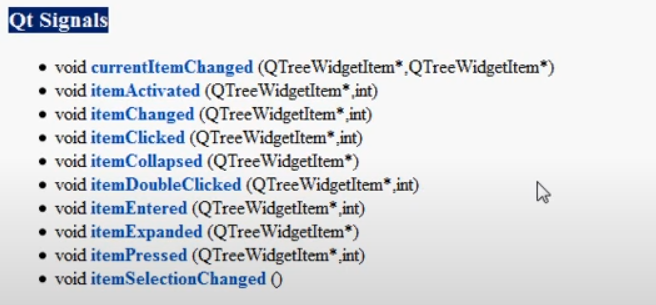 Qt Signals
• void currentItemChanged (QTreeWidgetItem*,QTreeWidgetItem*)
• void itemActivated (QTreeWidgetItem*,int)
• void itemChanged (QTreeWidgetItem*,int)
• void itemClicked (QTreeWidgetItem*,int)
• void itemCollapsed (QTreeWidgetItem*)
• void itemDoubleClicked (QTreeWidgetItem*,int)
• void itemEntered (QTreeWidgetItem*,int)
• void itemExpanded (QTreeWidgetItem*)
• void itemPressed (QTreeWidgetItem*,int)
• void itemSelectionChanged ()